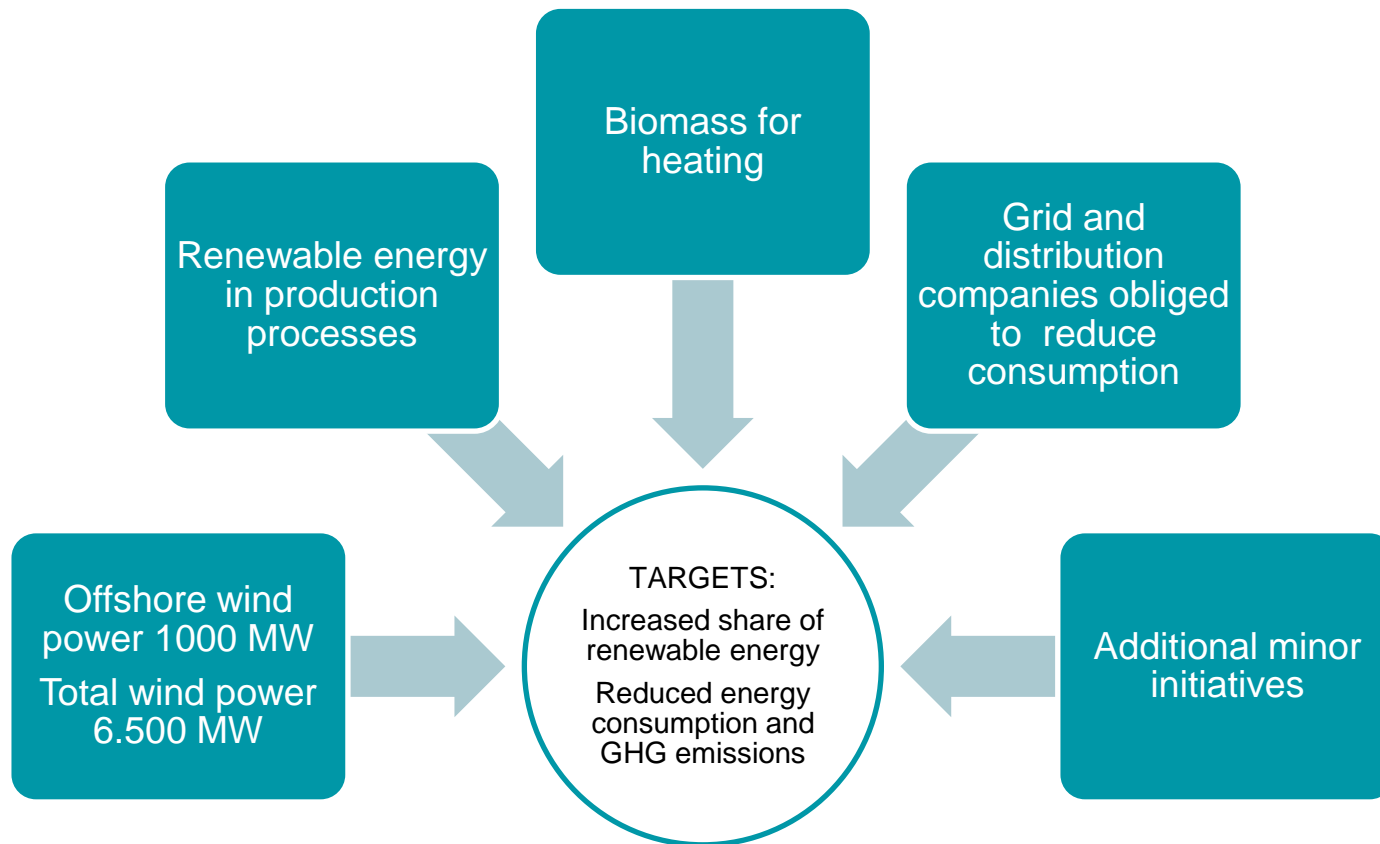 Biomass for
heating
Renewable energy
in production
processes
Grid and
distribution
companies obliged
to  reduce
consumption
Offshore wind
power 1000 MW
Total wind power
6.500 MW
TARGETS:
Increased share of
renewable energy
Reduced energy
consumption and
GHG emissions
Additional minor
initiatives